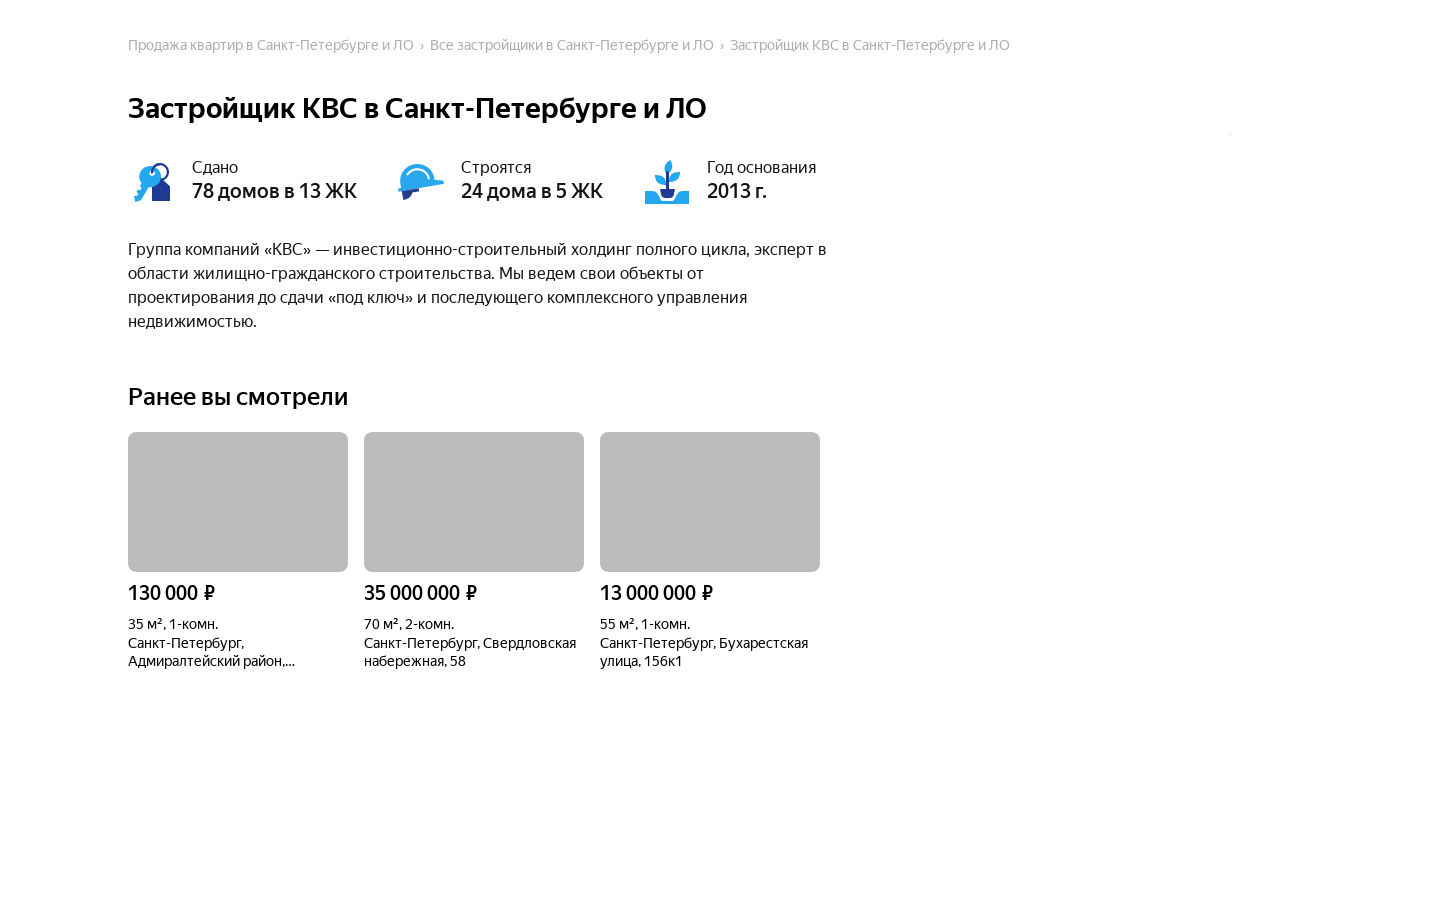 Продажа квартир в Санкт-Петербурге и ЛО › Все застройщики в Санкт-Петербурге и ЛО › Застройщик КВС в Санкт-Петербурге и ЛО
Застройщик КВС в Санкт-Петербурге и ЛО
Сдано
78 домов в 13 ЖК
Строятся
24 дома в 5 ЖК
Год основания
2013 г.
Группа компаний «КВС» — инвестиционно-строительный холдинг полного цикла, эксперт в
области жилищно-гражданского строительства. Мы ведем свои объекты от
проектирования до сдачи «под ключ» и последующего комплексного управления
недвижимостью.
Ранее вы смотрели
130 000 ₽
35 м², 1-комн.
Санкт-Петербург,
Адмиралтейский район,...
35 000 000 ₽
70 м², 2-комн.
Санкт-Петербург, Свердловская
набережная, 58
13 000 000 ₽
55 м², 1-комн.
Санкт-Петербург, Бухарестская
улица, 156к1